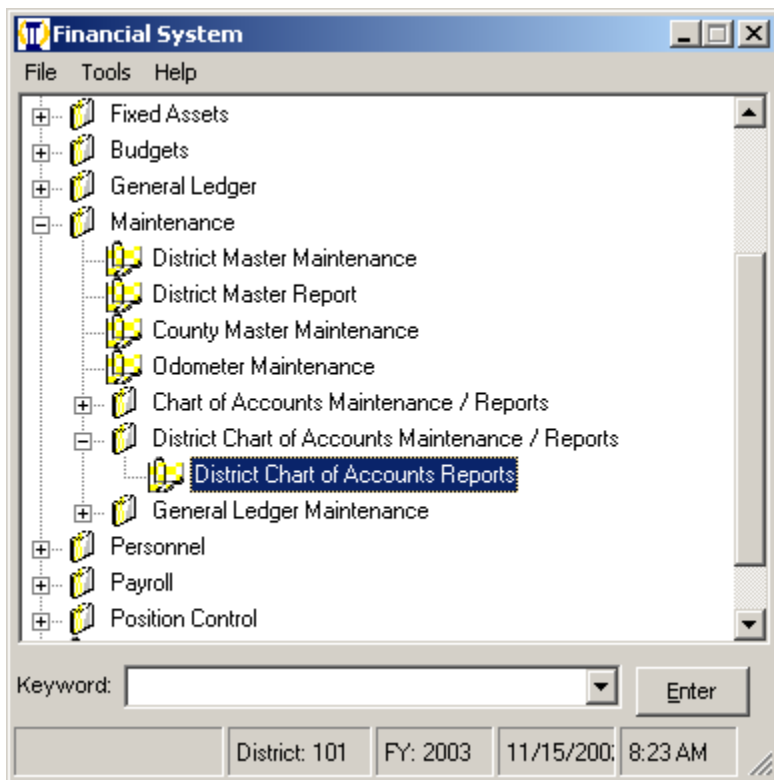 Financial System
File Tools Help
Fixed Assets
Budgets
General Ledger
Maintenance
District Master Maintenance
District Master Report
County Master Maintenance
Odometer Maintenance
Chart of Accounts Maintenance / Reports
District Chart of Accounts Maintenance / Reports
District Chart of Accounts Reports
General Ledger Maintenance
Personnel
Payroll
Position Control
Keyword: Enter
District: 101 FY: 2003 11/15/200 8:23 AM